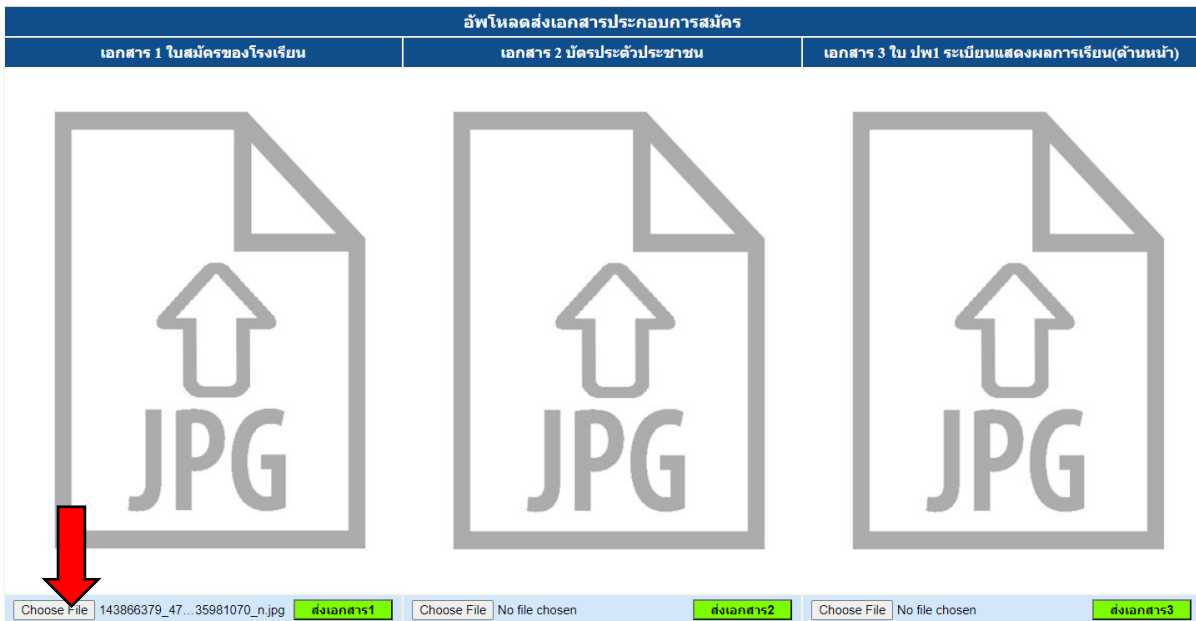 อัพโหลดส่งเอกสารประกอบการสมัคร
เอกสาร 1 ใบสมัครของโรงเรียน
เอกสาร 2 บัตรประตัวประชาชน
เอกสาร 3 ใบ ปพ1 ระเบียนแสดงผลการเรียน(ด้านหน้า)
JPG
JPG
JPG
Choose File 143866379_47...35981070_n.jpg ส่งเอกสาร1
Choose File No file chosen ส่งเอกสาร2
Choose File No file chosen ส่งเอกสาร3